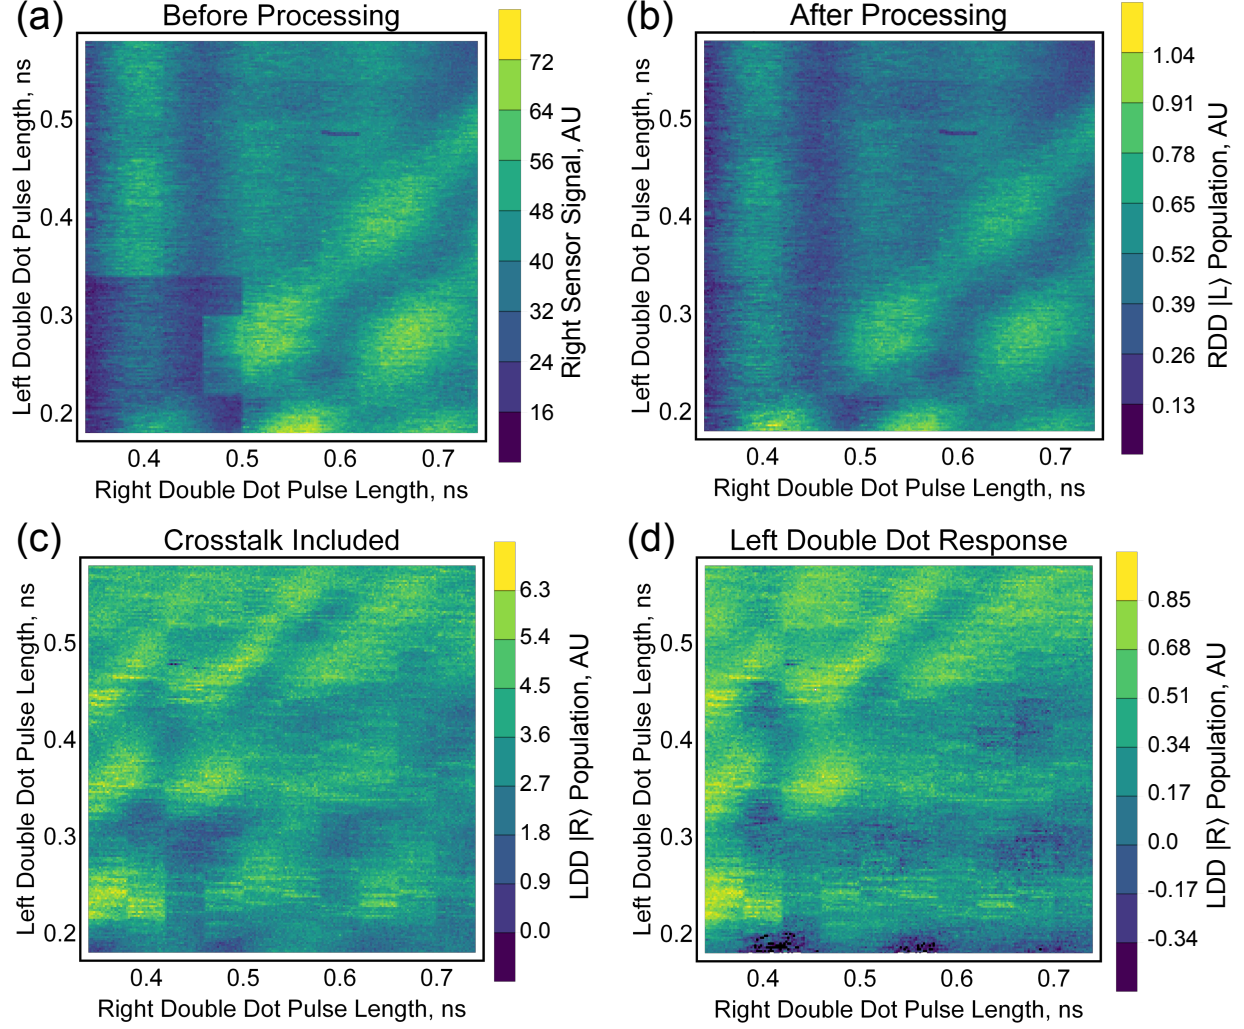 (a) Before Processing
Left Double Dot Pulse Length, ns
0.5
0.4
0.3
0.2
0.4 0.5 0.6 0.7
Right Double Dot Pulse Length, ns
72
64
56
48
40
32
24
16
Right Sensor Signal, AU
(b) After Processing
Left Double Dot Pulse Length, ns
0.5
0.4
0.3
0.2
0.4 0.5 0.6 0.7
Right Double Dot Pulse Length, ns
1.04
0.91
0.78
0.65
0.52
0.39
0.26
0.13
RDD |L⟩ Population, AU
(c) Crosstalk Included
Left Double Dot Pulse Length, ns
0.5
0.4
0.3
0.2
0.4 0.5 0.6 0.7
Right Double Dot Pulse Length, ns
6.3
5.4
4.5
3.6
2.7
1.8
0.9
0.0
LDD |R⟩ Population, AU
(d) Left Double Dot Response
Left Double Dot Pulse Length, ns
0.5
0.4
0.3
0.2
0.4 0.5 0.6 0.7
Right Double Dot Pulse Length, ns
0.85
0.68
0.51
0.34
0.17
0.0
-0.17
-0.34
LDD |R⟩ Population, AU